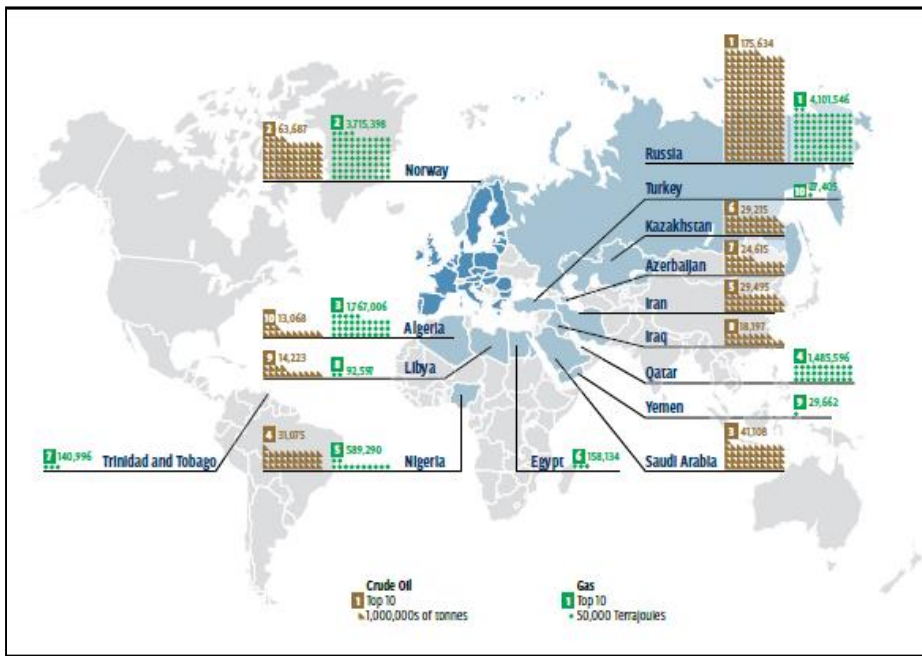 1 175,634
1 4,101,546
Russia
2 63,687
2 3,715,398
Norway
Turkey
10 27,405
6 29,215
Kazakhstan
7 24,615
Azerbaijan
5 29,495
Iran
8 18,197
Iraq
3 1,767,006
10 13,068
Algeria
9 14,223
8 92,597
Libya
4 1,485,596
Qatar
9 29,662
Yemen
4 31,075
5 589,290
Nigeria
7 140,996
Trinidad and Tobago
Egypt
6 158,134
3 41,108
Saudi Arabia
Crude Oil
1 Top 10
1,000,000s of tonnes
Gas
1 Top 10
50,000 Terrajoules